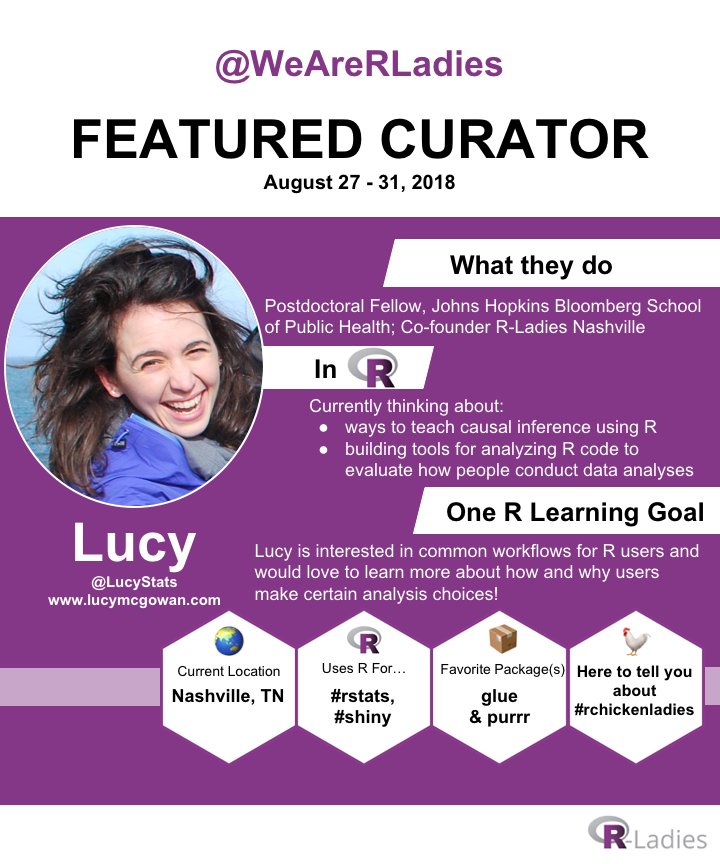 @WeAreRLadies
FEATURED CURATOR
August 27 - 31, 2018
What they do
Postdoctoral Fellow, Johns Hopkins Bloomberg School
of Public Health; Co-founder R-Ladies Nashville
In R
Currently thinking about:
● ways to teach causal inference using R
● building tools for analyzing R code to
evaluate how people conduct data analyses
One R Learning Goal
Lucy is interested in common workflows for R users and
would love to learn more about how and why users
make certain analysis choices!
Lucy
@LucyStats
www.lucymcgowan.com
Current Location
Nashville, TN
R
Uses R For…
#rstats,
#shiny
Favorite Package(s)
glue
& purrr
Here to tell you
about
#rchickenladies
R-Ladies